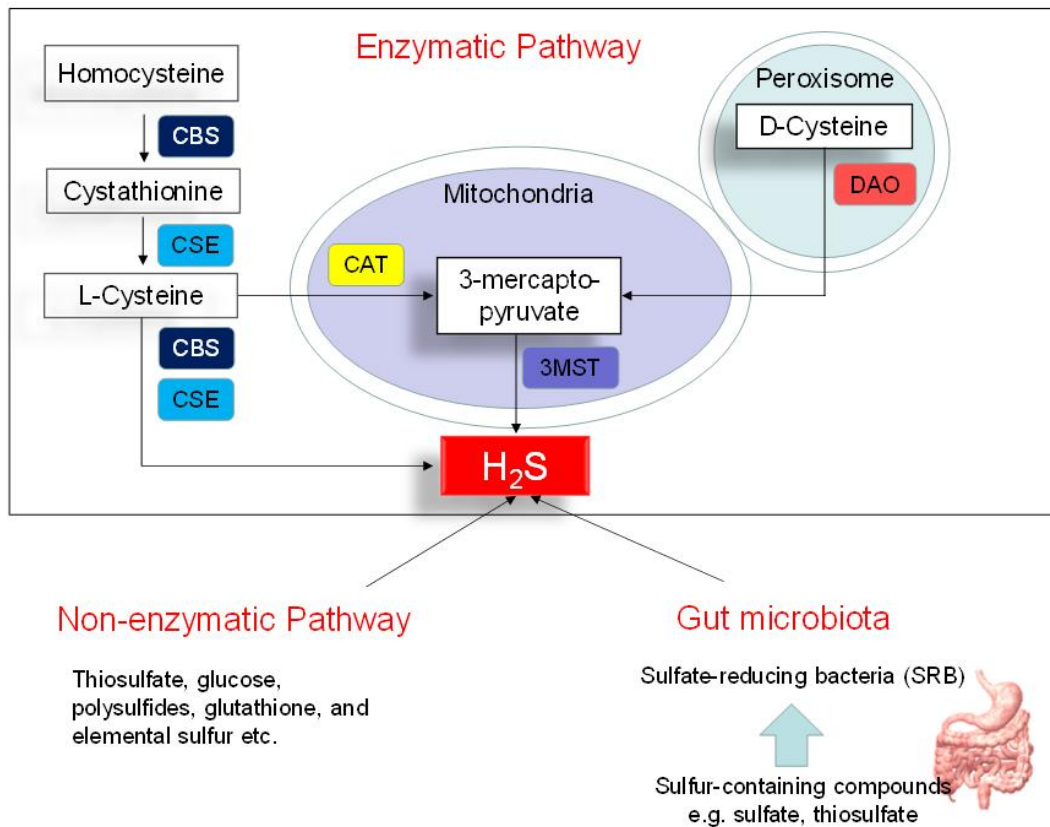 Enzymatic Pathway
Homocysteine
CBS
Cystathionine
CSE
L-Cysteine
CBS
CSE
Mitochondria
CAT
3-mercapto-
pyruvate
3MST
Peroxisome
D-Cysteine
DAO
H₂S
Non-enzymatic Pathway
Thiosulfate, glucose,
polysulfides, glutathione, and
elemental sulfur etc.
Gut microbiota
Sulfate-reducing bacteria (SRB)
Sulfur-containing compounds
e.g. sulfate, thiosulfate